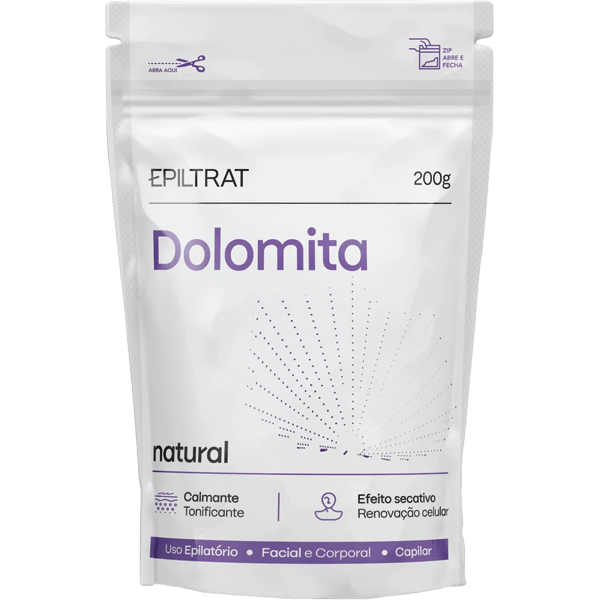 ABRA AQUI
ZIP
ABRE E
FECHA
EPILTRAT
200g
Dolomita
natural
Calmante
Tonificante
Efeito secativo
Renovação celular
Uso Epilatório • Facial e Corporal • Capilar